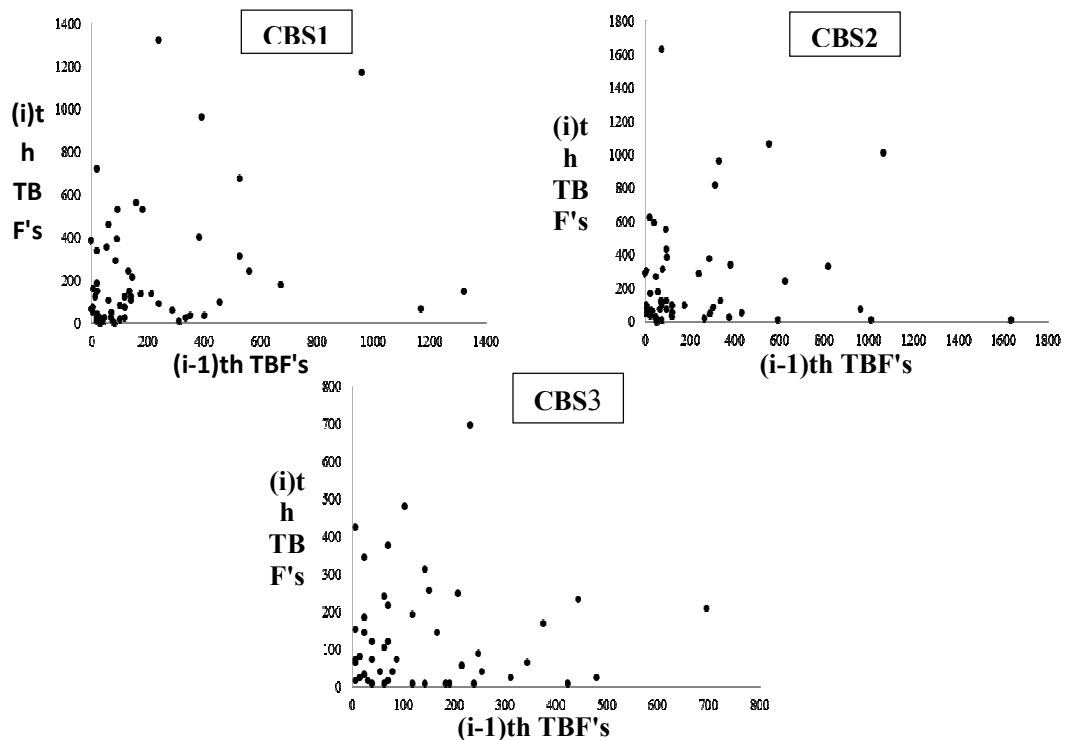 CBS1
1400
1200
1000
800
600
400
200
0
(i)t
h
TB
F's
0 200 400 600 800 1000 1200 1400
(i-1)th TBF's
CBS2
1800
1600
1400
1200
1000
800
600
400
200
0
(i)t
h
TB
F's
0 200 400 600 800 1000 1200 1400 1600 1800
(i-1)th TBF's
CBS3
800
700
600
500
400
300
200
100
0
(i)t
h
TB
F's
0 100 200 300 400 500 600 700 800
(i-1)th TBF's